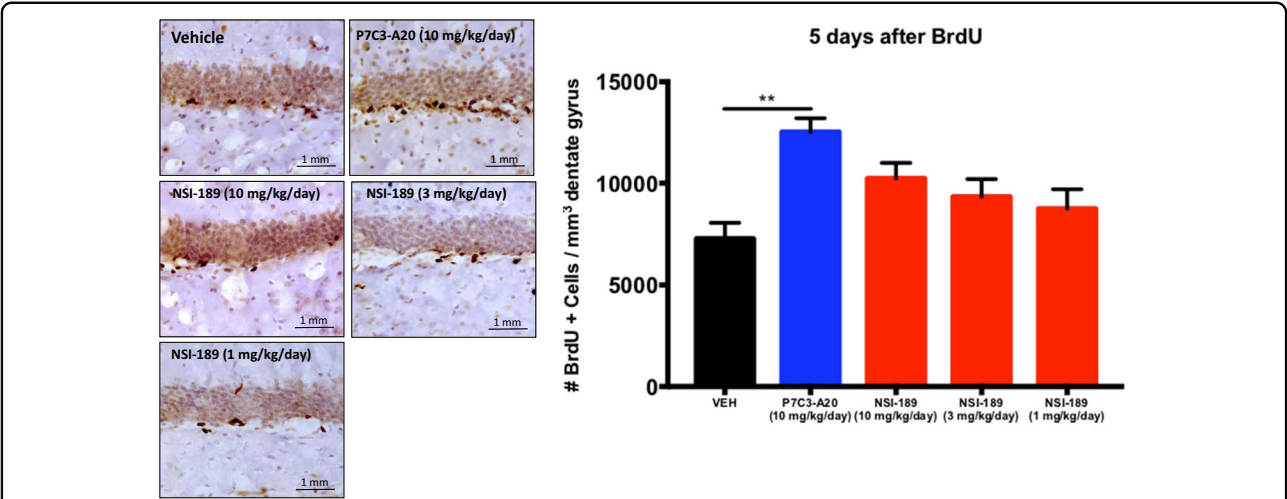 Vehicle
1 mm
P7C3-A20 (10 mg/kg/day)
1 mm
NSI-189 (10 mg/kg/day)
1 mm
NSI-189 (3 mg/kg/day)
1 mm
NSI-189 (1 mg/kg/day)
1 mm
5 days after BrdU
# BrdU + Cells / mm³ dentate gyrus
15000
10000
5000
0
**
VEH
P7C3-A20
(10 mg/kg/day)
NSI-189
(10 mg/kg/day)
NSI-189
(3 mg/kg/day)
NSI-189
(1 mg/kg/day)